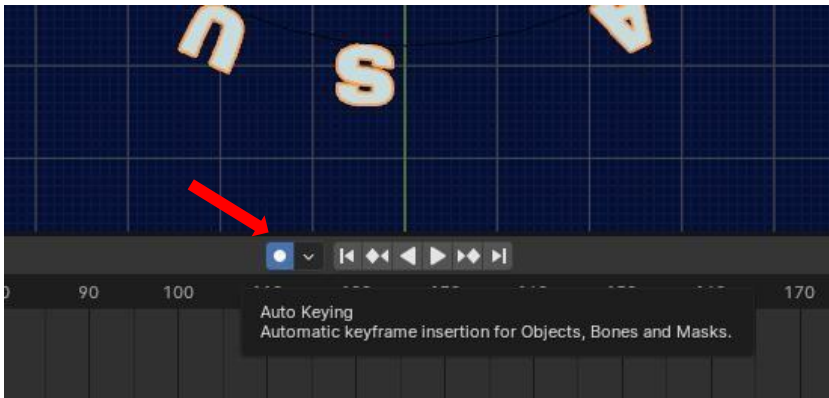 U S A
90 100 170
Auto Keying
Automatic keyframe insertion for Objects, Bones and Masks.